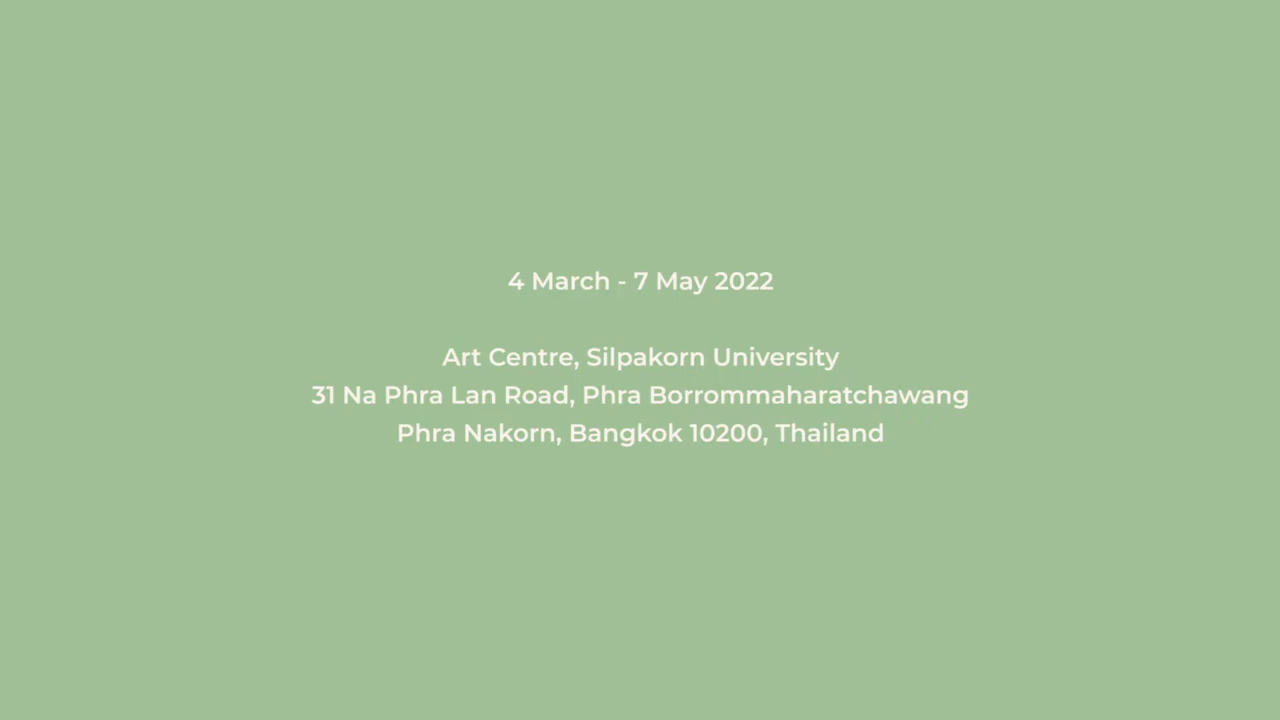 4 March - 7 May 2022
Art Centre, Silpakorn University
31 Na Phra Lan Road, Phra Borrommaharatchawang
Phra Nakorn, Bangkok 10200, Thailand